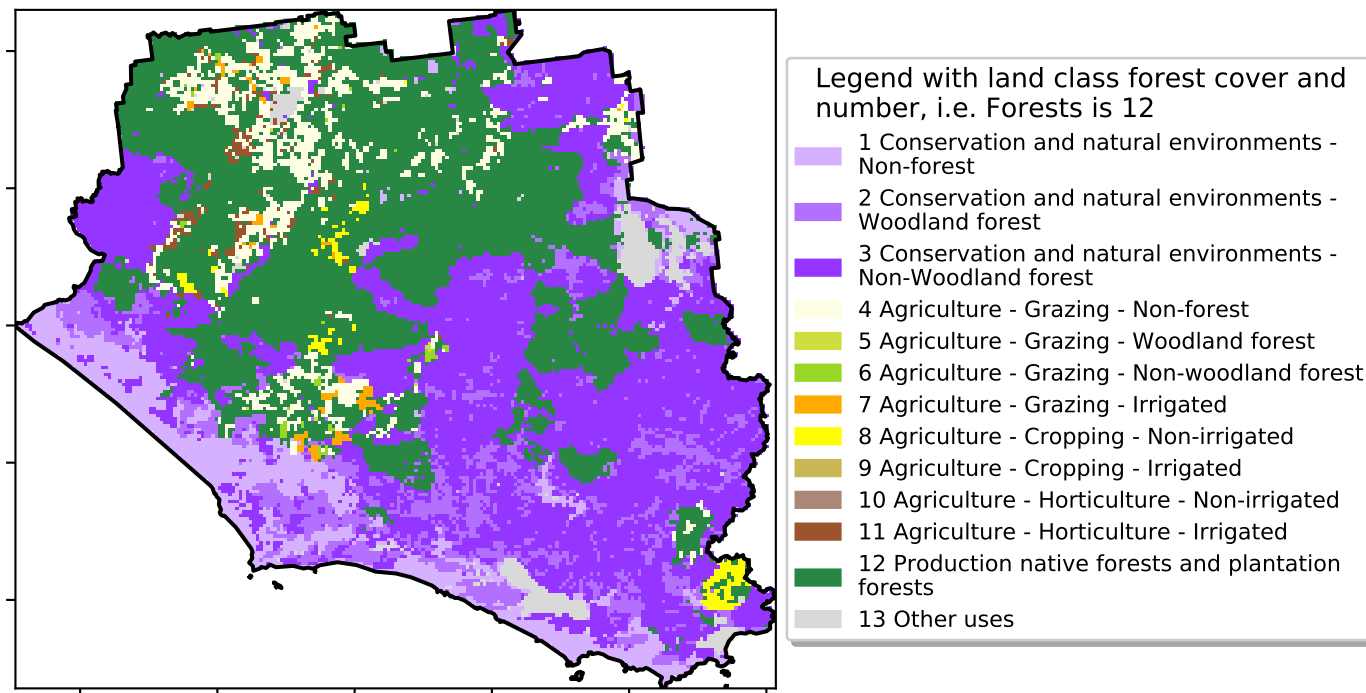 Legend with land class forest cover and
number, i.e. Forests is 12
1 Conservation and natural environments -
Non-forest
2 Conservation and natural environments -
Woodland forest
3 Conservation and natural environments -
Non-Woodland forest
4 Agriculture - Grazing - Non-forest
5 Agriculture - Grazing - Woodland forest
6 Agriculture - Grazing - Non-woodland forest
7 Agriculture - Grazing - Irrigated
8 Agriculture - Cropping - Non-irrigated
9 Agriculture - Cropping - Irrigated
10 Agriculture - Horticulture - Non-irrigated
11 Agriculture - Horticulture - Irrigated
12 Production native forests and plantation
forests
13 Other uses